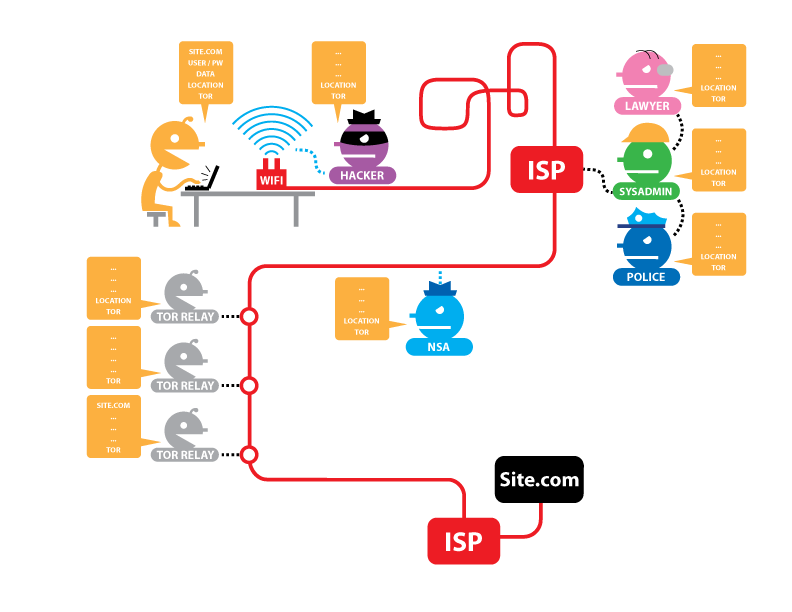 SITE.COM
USER / PW
DATA
LOCATION
TOR
...
...
...
LOCATION
TOR
WIFI
HACKER
ISP
...
...
...
LOCATION
TOR
LAWYER
...
...
...
LOCATION
TOR
SYSADMIN
...
...
...
LOCATION
TOR
POLICE
...
...
...
LOCATION
TOR
TOR RELAY
...
...
...
LOCATION
TOR
NSA
...
...
...
...
TOR
TOR RELAY
SITE.COM
...
...
...
TOR
TOR RELAY
Site.com
ISP